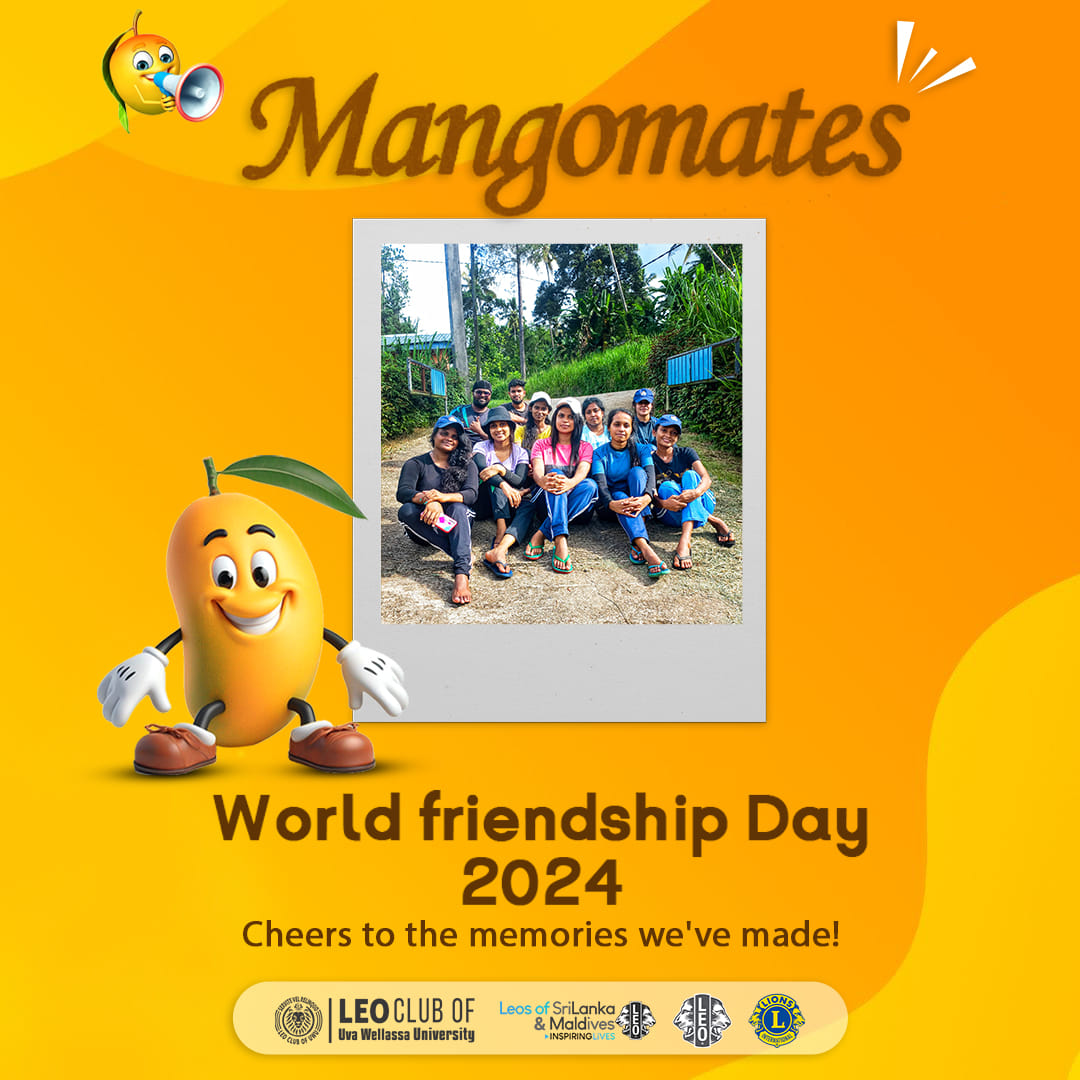 Mangomates
World friendship Day
2024
Cheers to the memories we've made!
LEO CLUB OF
Uva Wellassa University
Leos of SriLanka
& Maldives
INSPIRING LIVES
LEO
LEO
LIONS
L
INTERNATIONAL